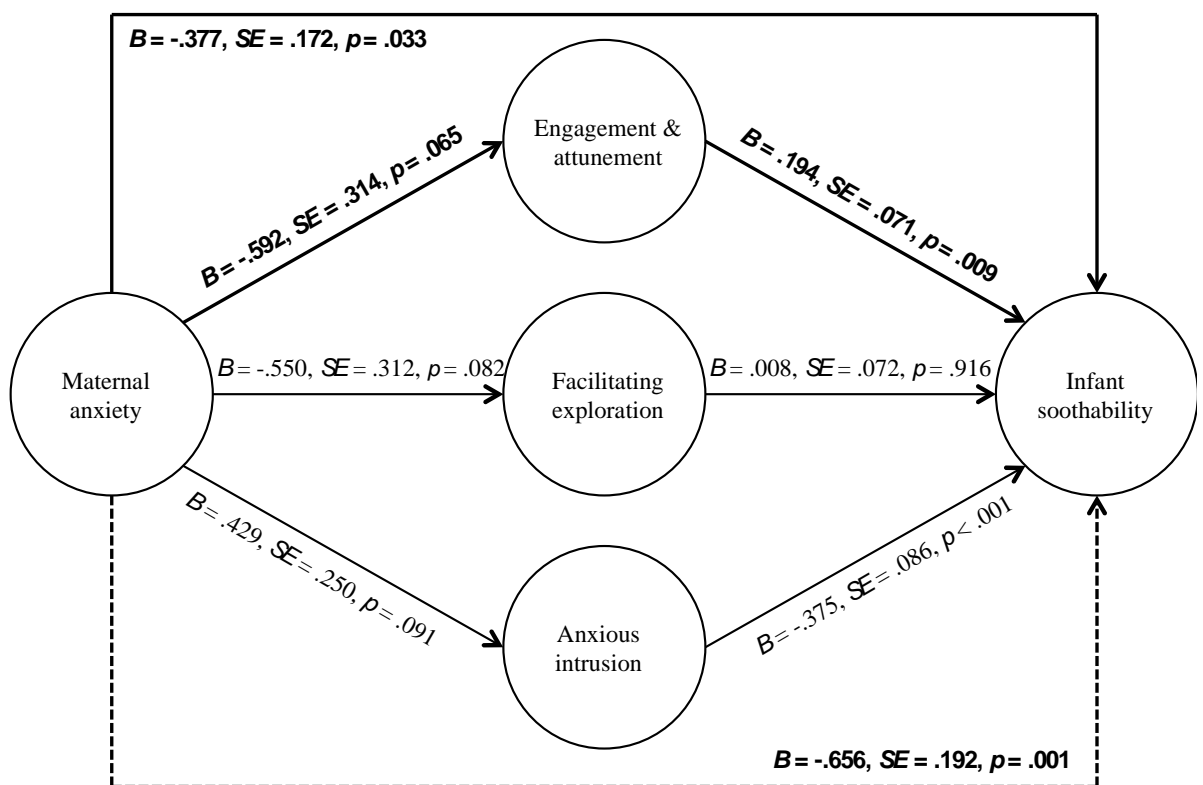 B = -.377, SE = .172, p = .033
Engagement &
attunement
B = -.592, SE = .314, p = .065
B = .194, SE = .071, p = .009
Maternal
anxiety
B = -.550, SE = .312, p = .082
Facilitating
exploration
B = .008, SE = .072, p = .916
Infant
soothability
B = .429, SE = .250, p = .091
Anxious
intrusion
B = -.375, SE = .086, p < .001
B = -.656, SE = .192, p = .001